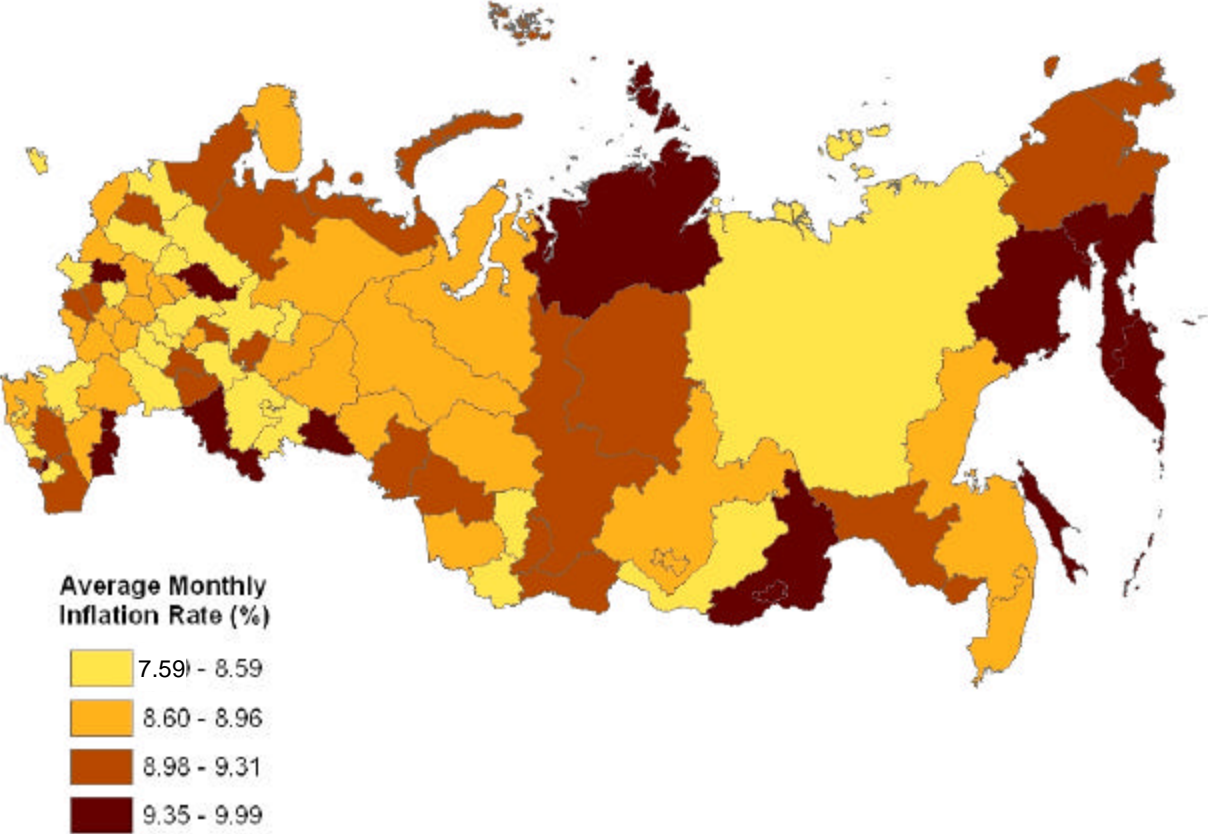 Average Monthly
Inflation Rate (%)
7.59) - 8.59
8.60 - 8.96
8.98 - 9.31
9.35 - 9.99